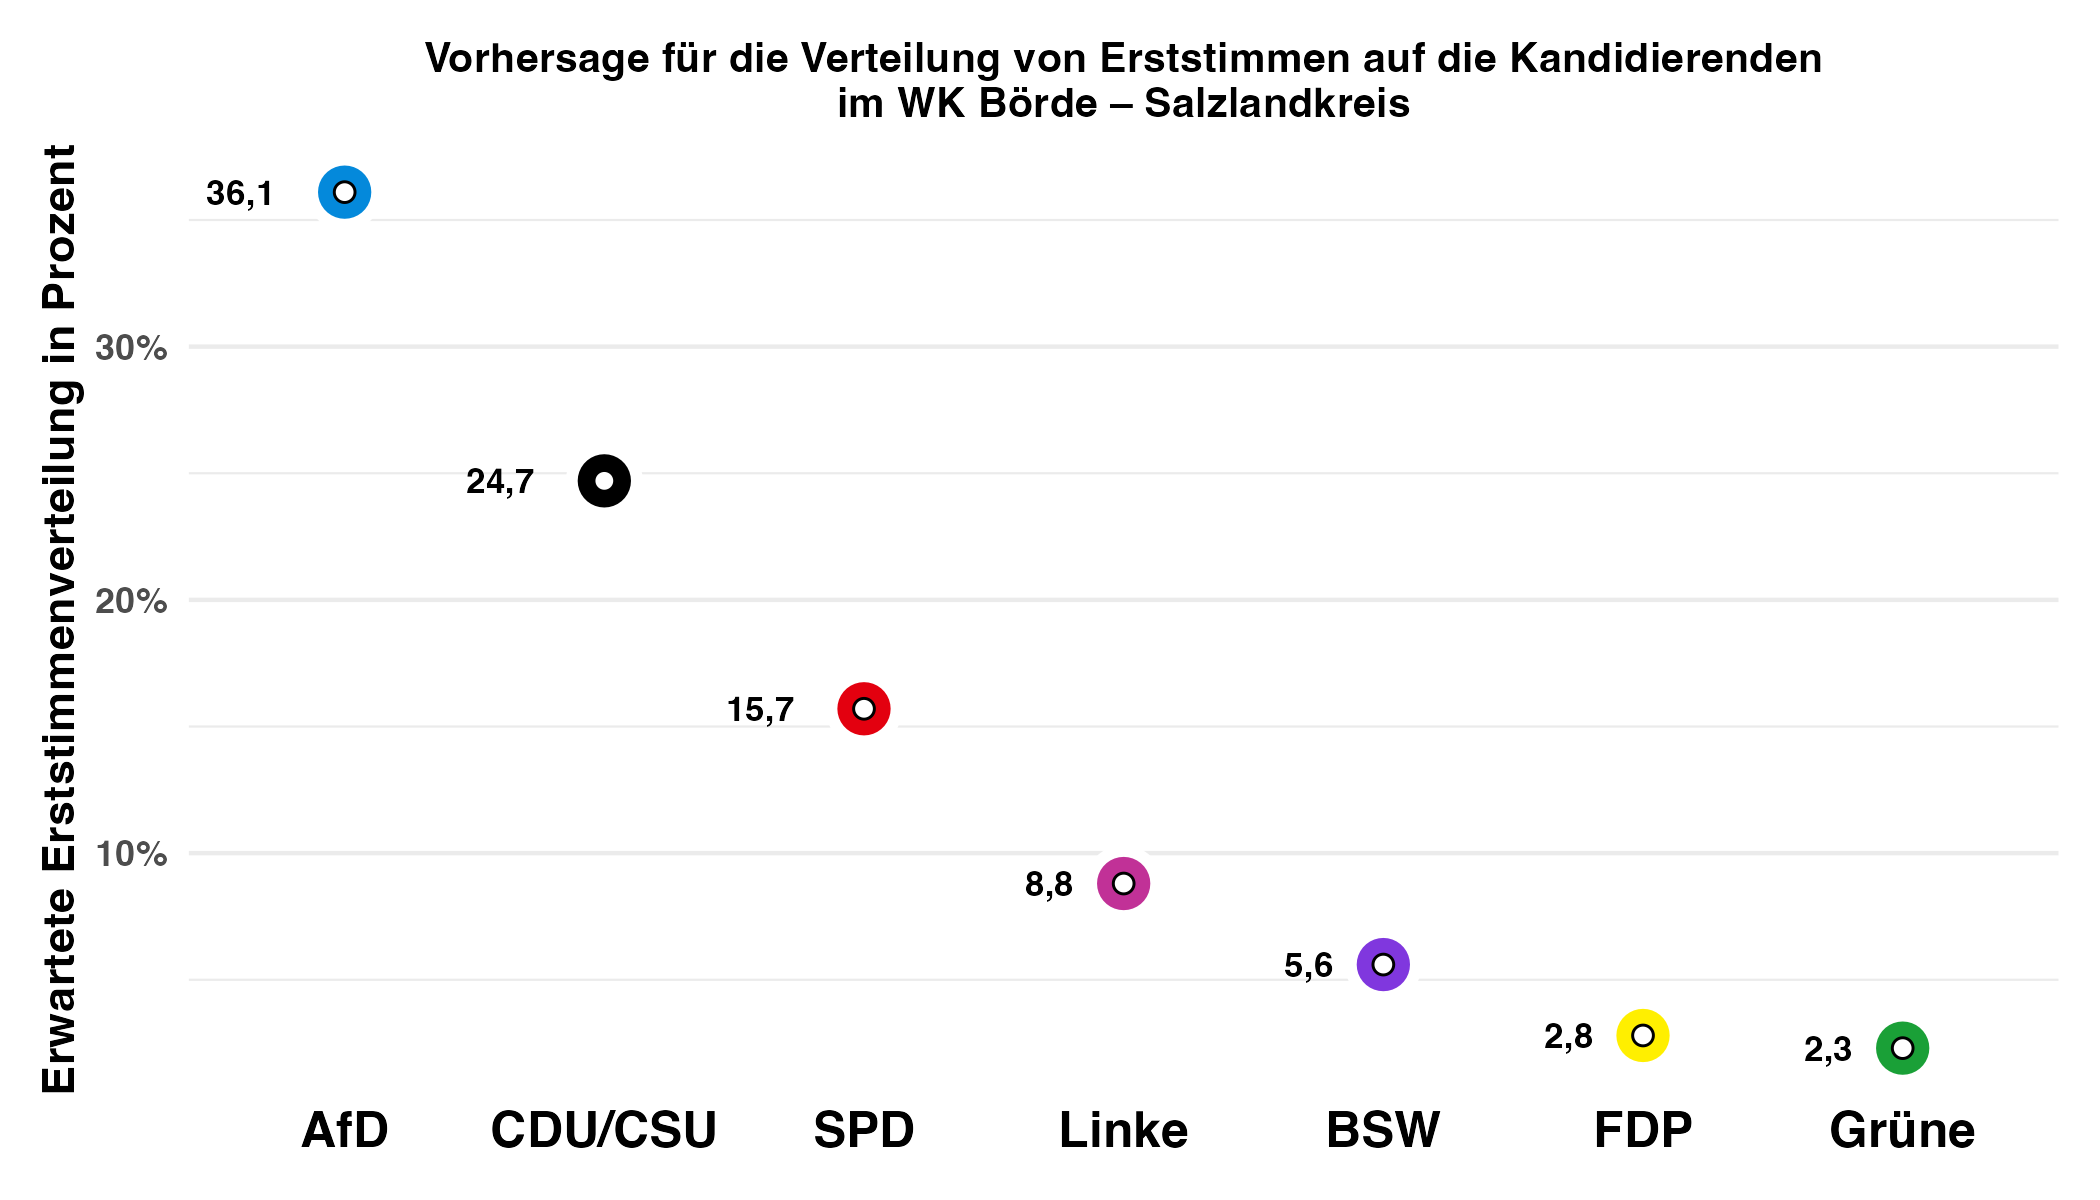 Vorhersage für die Verteilung von Erststimmen auf die Kandidierenden
im WK Börde – Salzlandkreis
Erwartete Erststimmenverteilung in Prozent
36,1
30%
24,7
20%
15,7
10%
8,8
5,6
2,8
2,3
AfD
CDU/CSU
SPD
Linke
BSW
FDP
Grüne